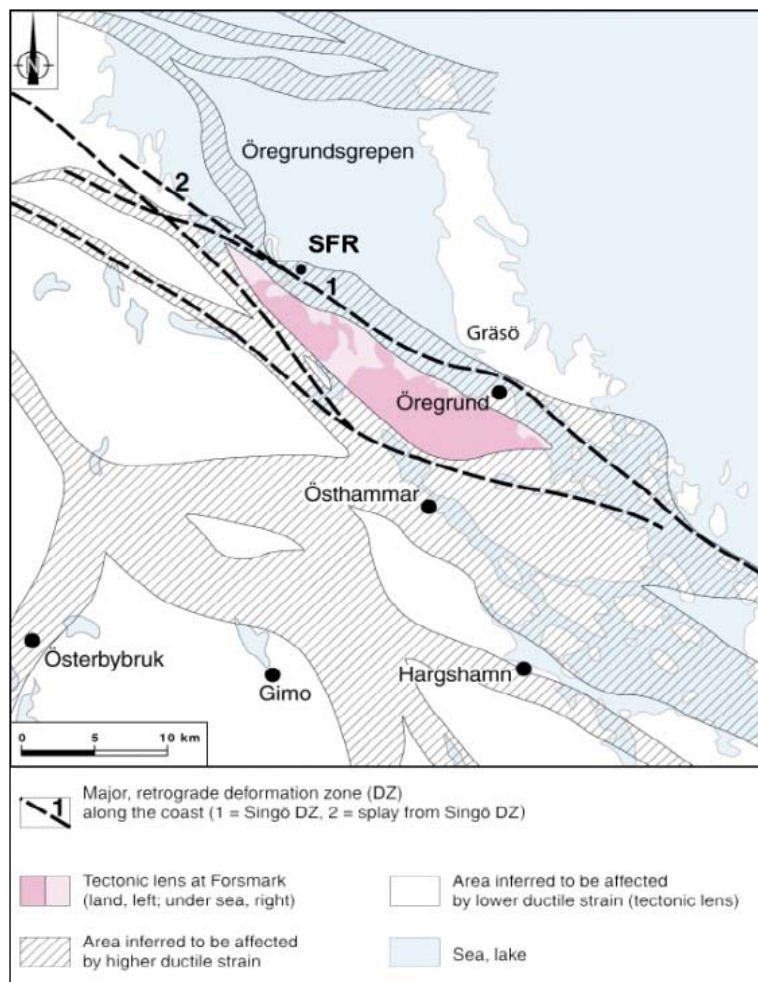 N
Öregrundsgrepen
2
SFR
1
Gräsö
Öregrund
Östhammar
Österbybruk
Gimo
Hargshamn
0 5 10 km
1
Major, retrograde deformation zone (DZ)
along the coast (1 = Singö DZ, 2 = splay from Singö DZ)
Tectonic lens at Forsmark
(land, left; under sea, right)
Area inferred to be affected
by higher ductile strain
Area inferred to be affected
by lower ductile strain (tectonic lens)
Sea, lake